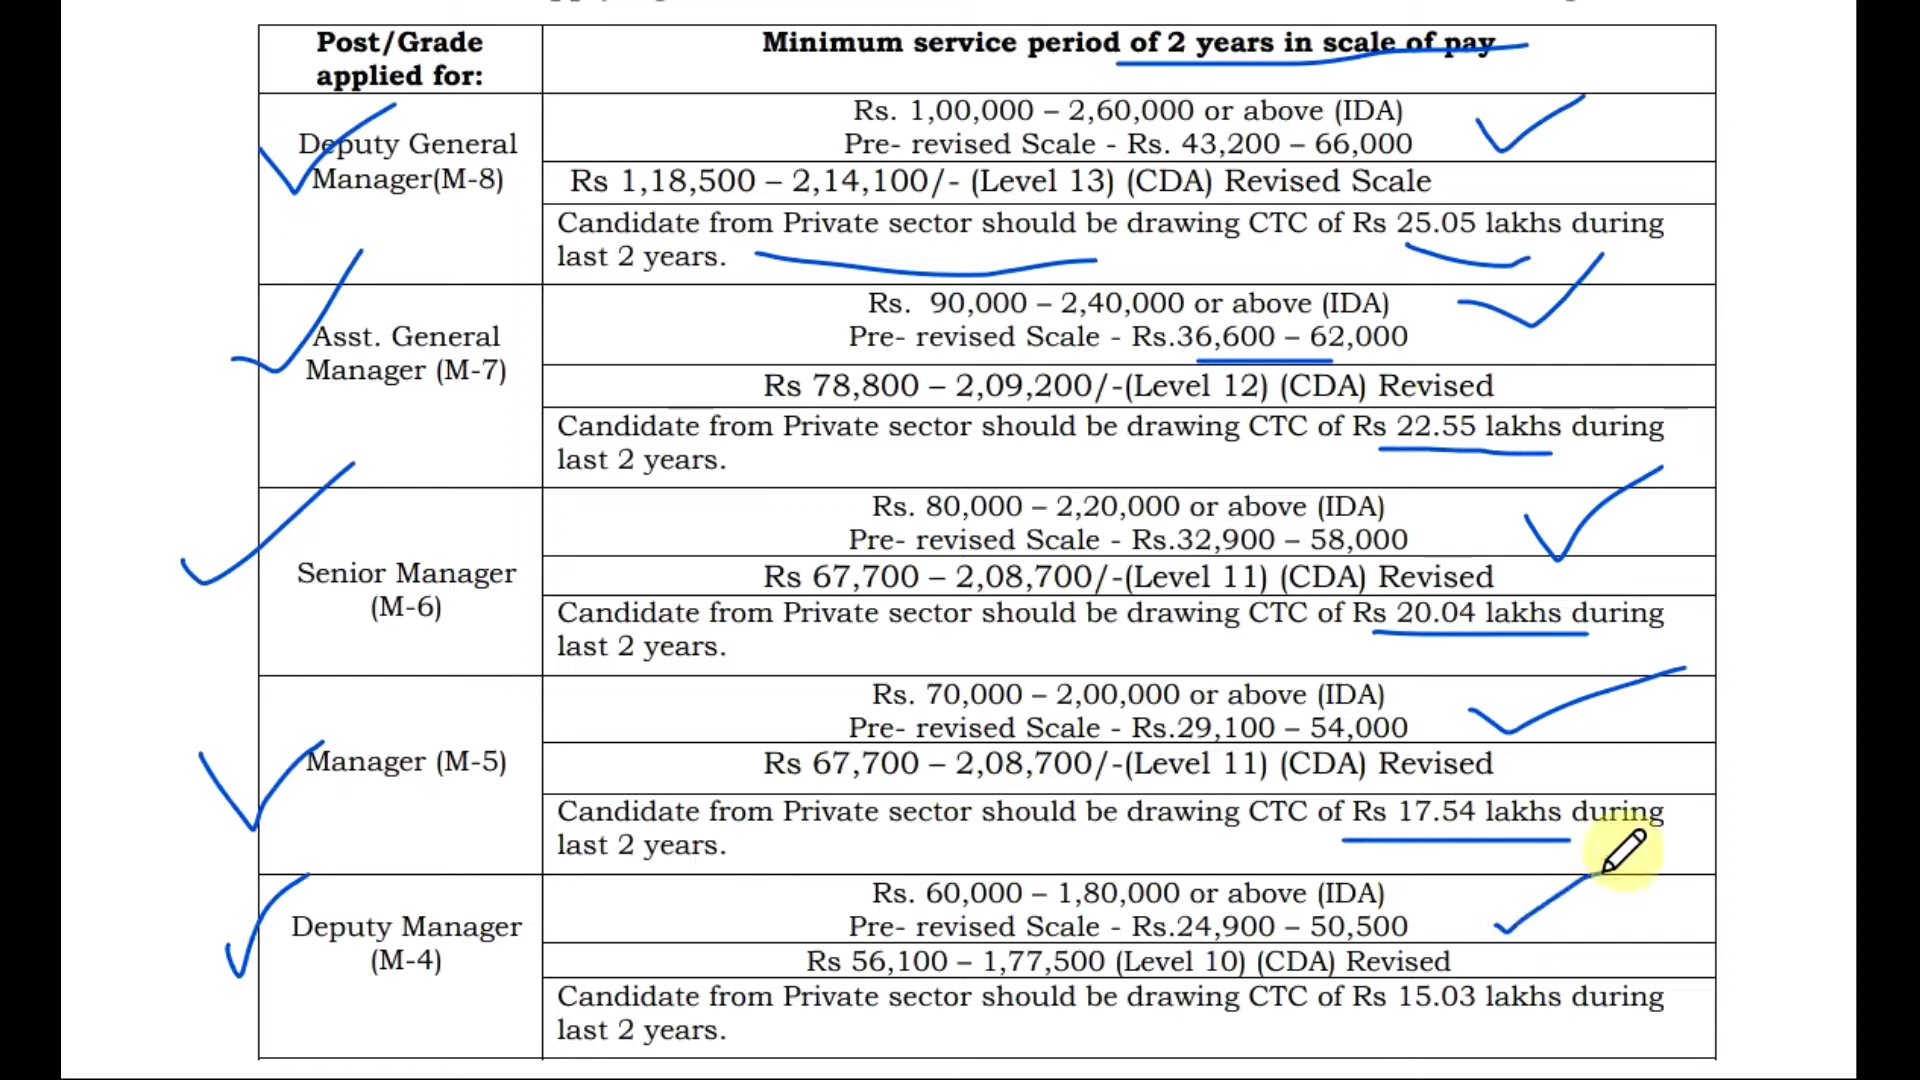 Post/Grade
applied for:
Minimum service period of 2 years in scale of pay
Deputy General
Manager(M-8)
Rs. 1,00,000 – 2,60,000 or above (IDA)
Pre- revised Scale - Rs. 43,200 – 66,000
Rs 1,18,500 – 2,14,100/- (Level 13) (CDA) Revised Scale
Candidate from Private sector should be drawing CTC of Rs 25.05 lakhs during
last 2 years.
Asst. General
Manager (M-7)
Rs. 90,000 – 2,40,000 or above (IDA)
Pre- revised Scale - Rs.36,600 – 62,000
Rs 78,800 – 2,09,200/-(Level 12) (CDA) Revised
Candidate from Private sector should be drawing CTC of Rs 22.55 lakhs during
last 2 years.
Senior Manager
(M-6)
Rs. 80,000 – 2,20,000 or above (IDA)
Pre- revised Scale - Rs.32,900 – 58,000
Rs 67,700 – 2,08,700/-(Level 11) (CDA) Revised
Candidate from Private sector should be drawing CTC of Rs 20.04 lakhs during
last 2 years.
Manager (M-5)
Rs. 70,000 – 2,00,000 or above (IDA)
Pre- revised Scale - Rs.29,100 – 54,000
Rs 67,700 – 2,08,700/-(Level 11) (CDA) Revised
Candidate from Private sector should be drawing CTC of Rs 17.54 lakhs during
last 2 years.
Deputy Manager
(M-4)
Rs. 60,000 – 1,80,000 or above (IDA)
Pre- revised Scale - Rs.24,900 – 50,500
Rs 56,100 – 1,77,500 (Level 10) (CDA) Revised
Candidate from Private sector should be drawing CTC of Rs 15.03 lakhs during
last 2 years.